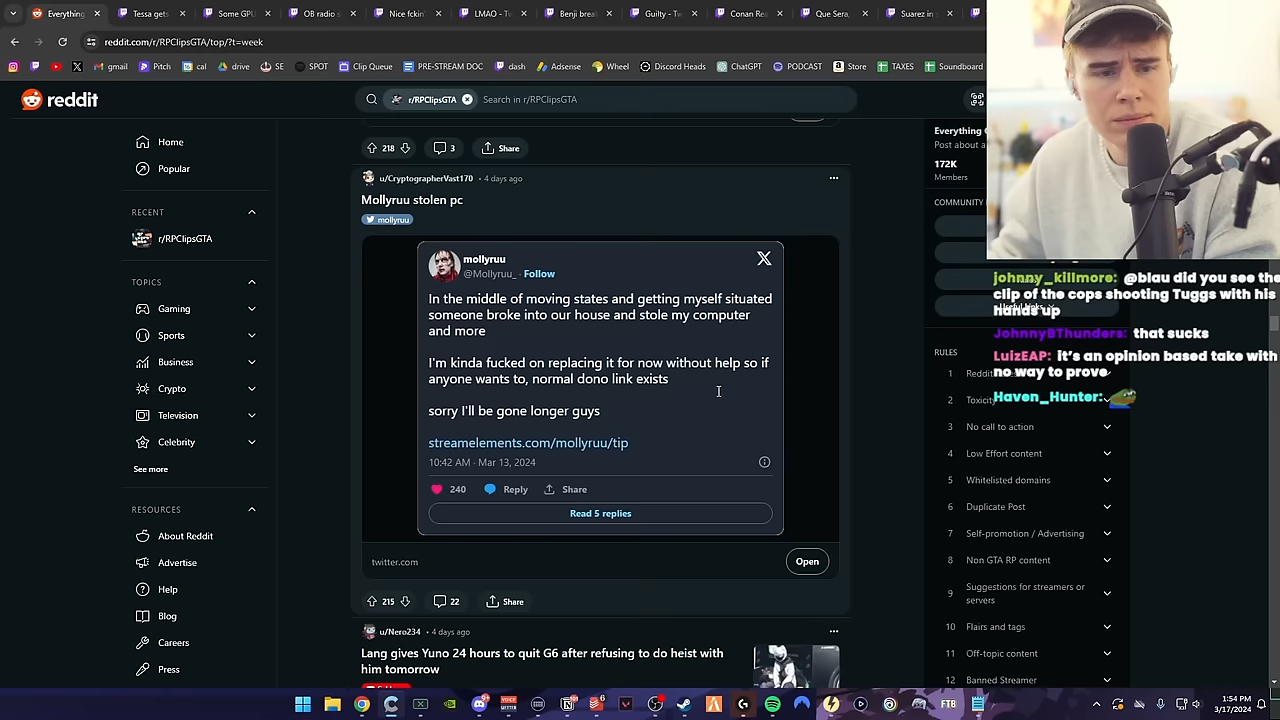 Tessa gets
Some GPU
OB radio s
Nice fake
LMAO - T
Benji brea
Guilty - Tu
Conan Re
Que Seng
Suarez in
reddit.com/r/RPClipsGTA/top/?t=week
gmail
Pitch
cal
drive
SE
SPOT
Clip Queue
PRE-STREAM DOC
dash
Adsense
Wheel
Discord Heads
ChatGPT
PODCAST
Store
TAXES
Soundboard
reddit
r/RPClipsGTA
Search in r/RPClipsGTA
Home
Popular
RECENT
r/RPClipsGTA
TOPICS
Gaming
Sports
Business
Crypto
Television
Celebrity
See more
RESOURCES
About Reddit
Advertise
Help
Blog
Careers
Press
218
3
Share
u/CryptographerVast170 • 4 days ago
Mollyruu stolen pc
mollyruu
mollyruu
@Mollyruu_ · Follow
in the middle of moving states and getting myself situated
someone broke into our house and stole my computer
and more
I'm kinda fucked on replacing it for now without help so if
anyone wants to, normal dono link exists
sorry I'll be gone longer guys
streamelements.com/mollyruu/tip
10:42 AM · Mar 13, 2024
240
Reply
Share
Read 5 replies
twitter.com
Open
215
22
Share
u/Nero234 • 4 days ago
Lang gives Yuno 24 hours to quit G6 after refusing to do heist with
him tomorrow
Everything G
Post about a
172K
Members
COMMUNITY
johnny_killmore: @blau did you see the
clip of the cops shooting Tuggs with his
hands up
JohnnyBThunders: that sucks
LuizEAP: it's an opinion based take with
no way to prove
Haven_Hunter:
RULES
1 Reddit
2 Toxicity
3 No call to action
4 Low Effort content
5 Whitelisted domains
6 Duplicate Post
7 Self-promotion / Advertising
8 Non GTA RP content
9 Suggestions for streamers or
servers
10 Flairs and tags
11 Off-topic content
12 Banned Streamer
FTB
1:54 PM
3/17/2024